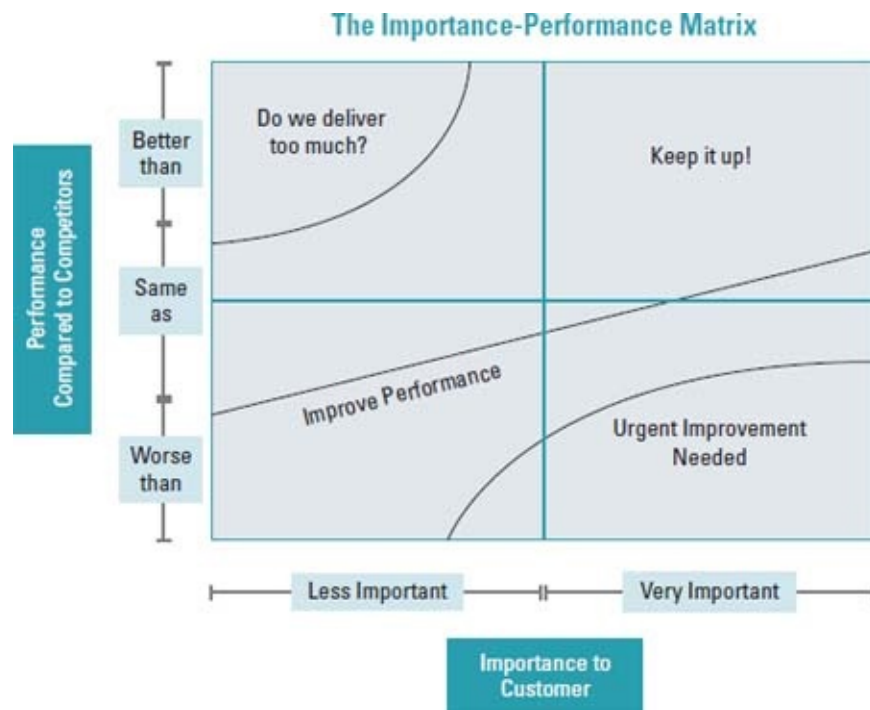 The Importance-Performance Matrix
Performance
Compared to Competitors
Better
than
Same
as
Worse
than
Do we deliver
too much?
Keep it up!
Improve Performance
Urgent Improvement
Needed
Less Important
Very Important
Importance to
Customer